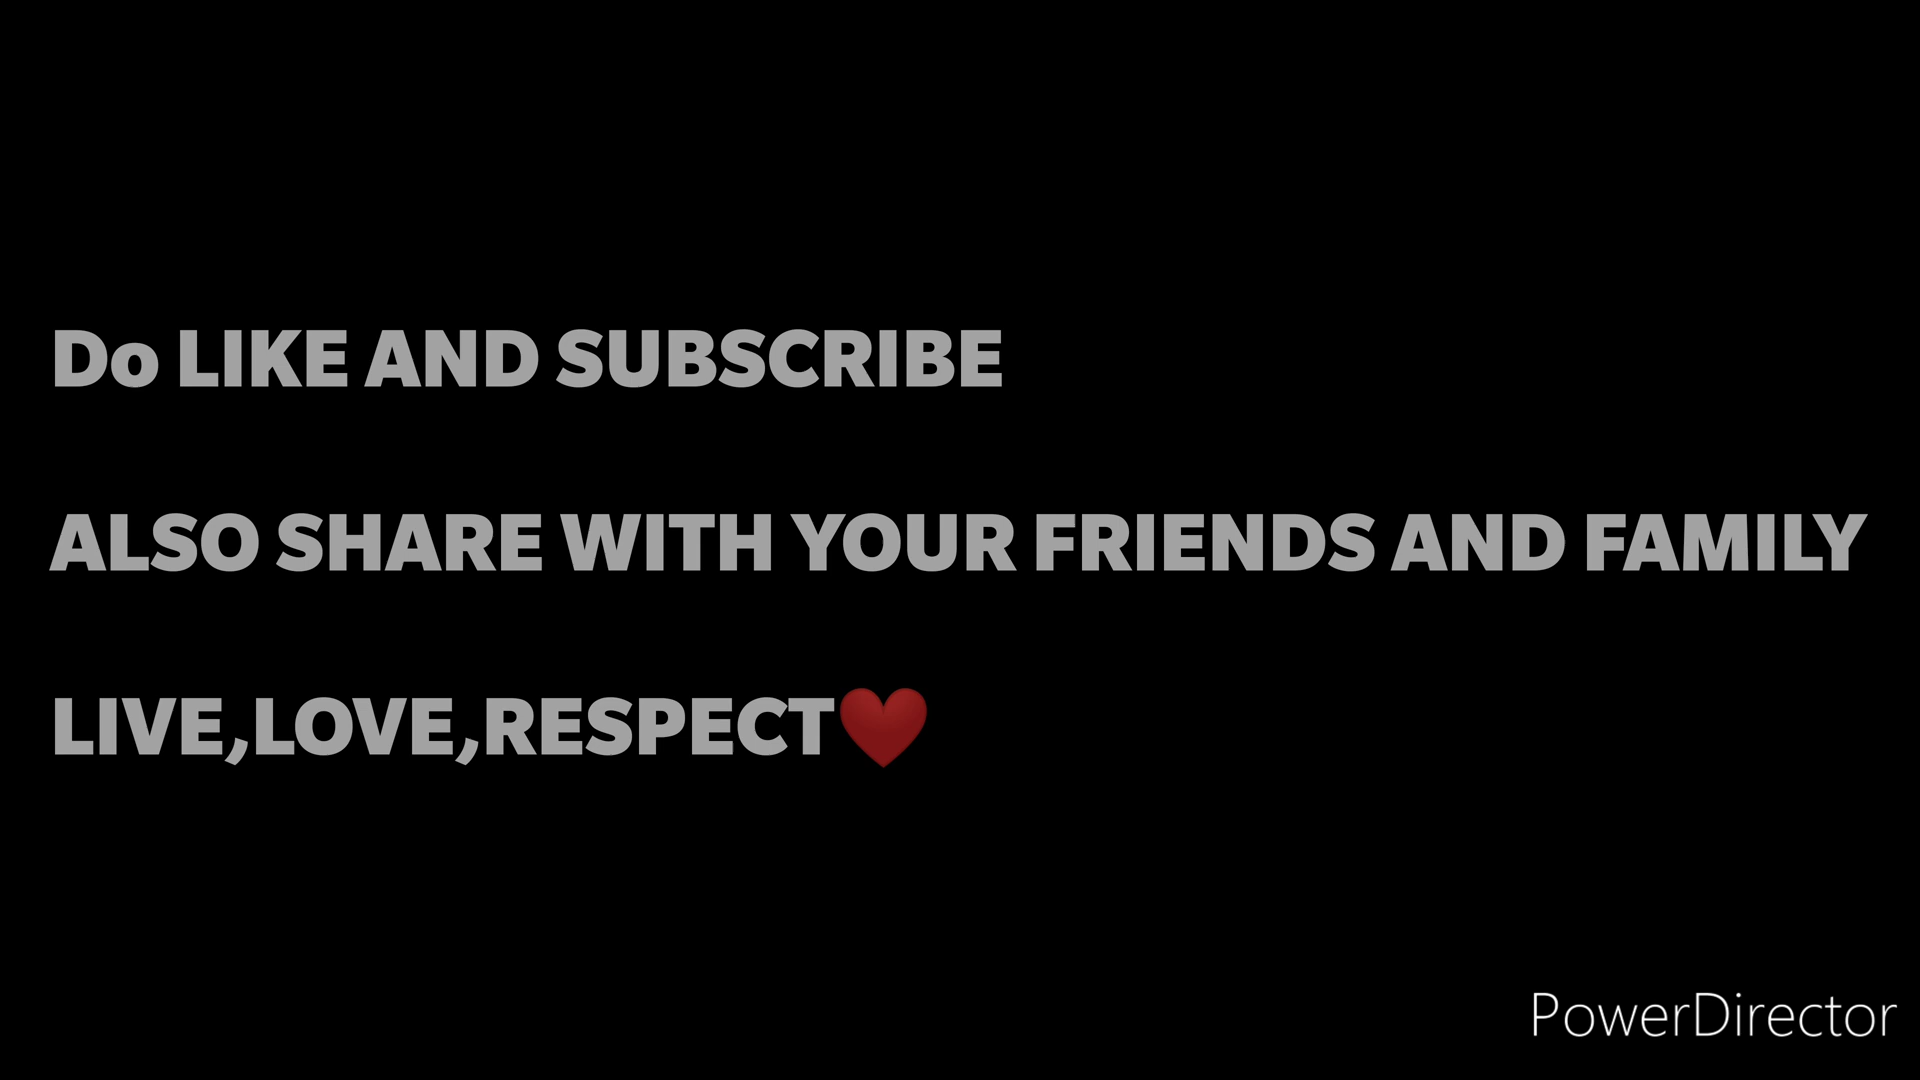 Do LIKE AND SUBSCRIBE
ALSO SHARE WITH YOUR FRIENDS AND FAMILY
LIVE,LOVE,RESPECT❤️
PowerDirector